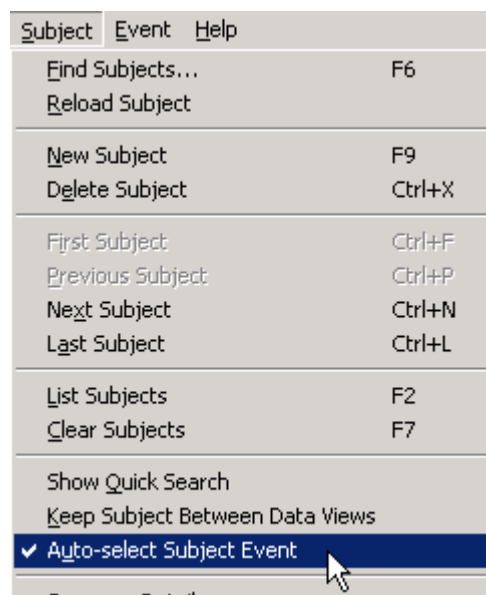 Subject Event Help
Find Subjects... F6
Reload Subject
New Subject F9
Delete Subject Ctrl+X
First Subject Ctrl+F
Previous Subject Ctrl+P
Next Subject Ctrl+N
Last Subject Ctrl+L
List Subjects F2
Clear Subjects F7
Show Quick Search
Keep Subject Between Data Views
Auto-select Subject Event